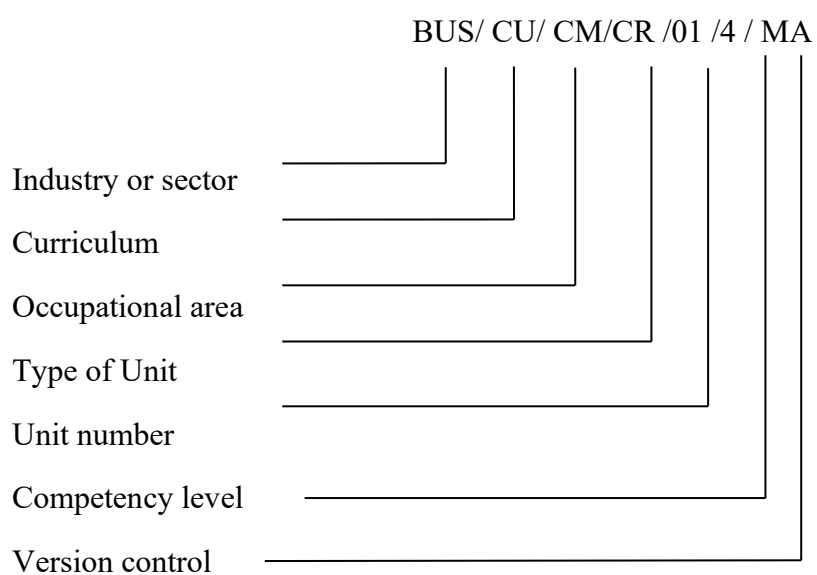 BUS/ CU/ CM/CR /01 /4 / MA
Industry or sector
Curriculum
Occupational area
Type of Unit
Unit number
Competency level
Version control